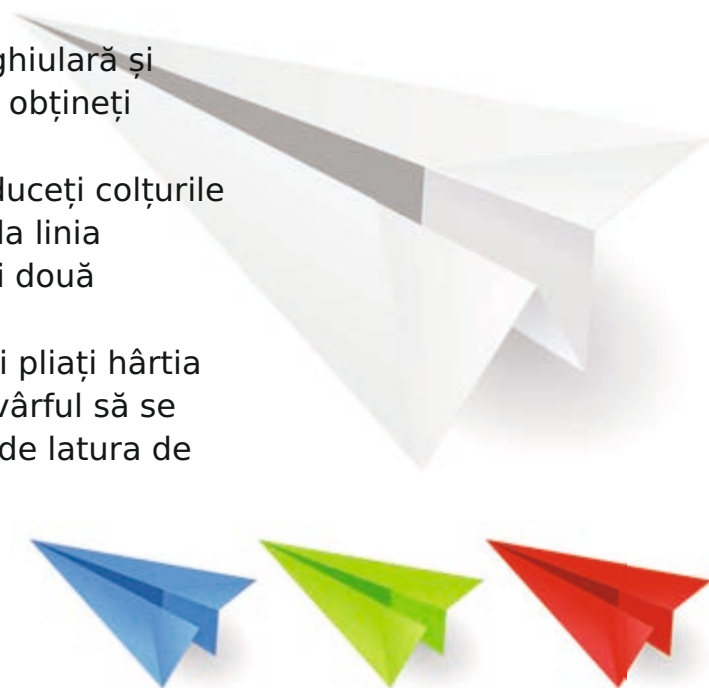 ghiulară și
obțineți
duceți colțurile
la linia
i două
i pliați hârtia
vârful să se
de latura de